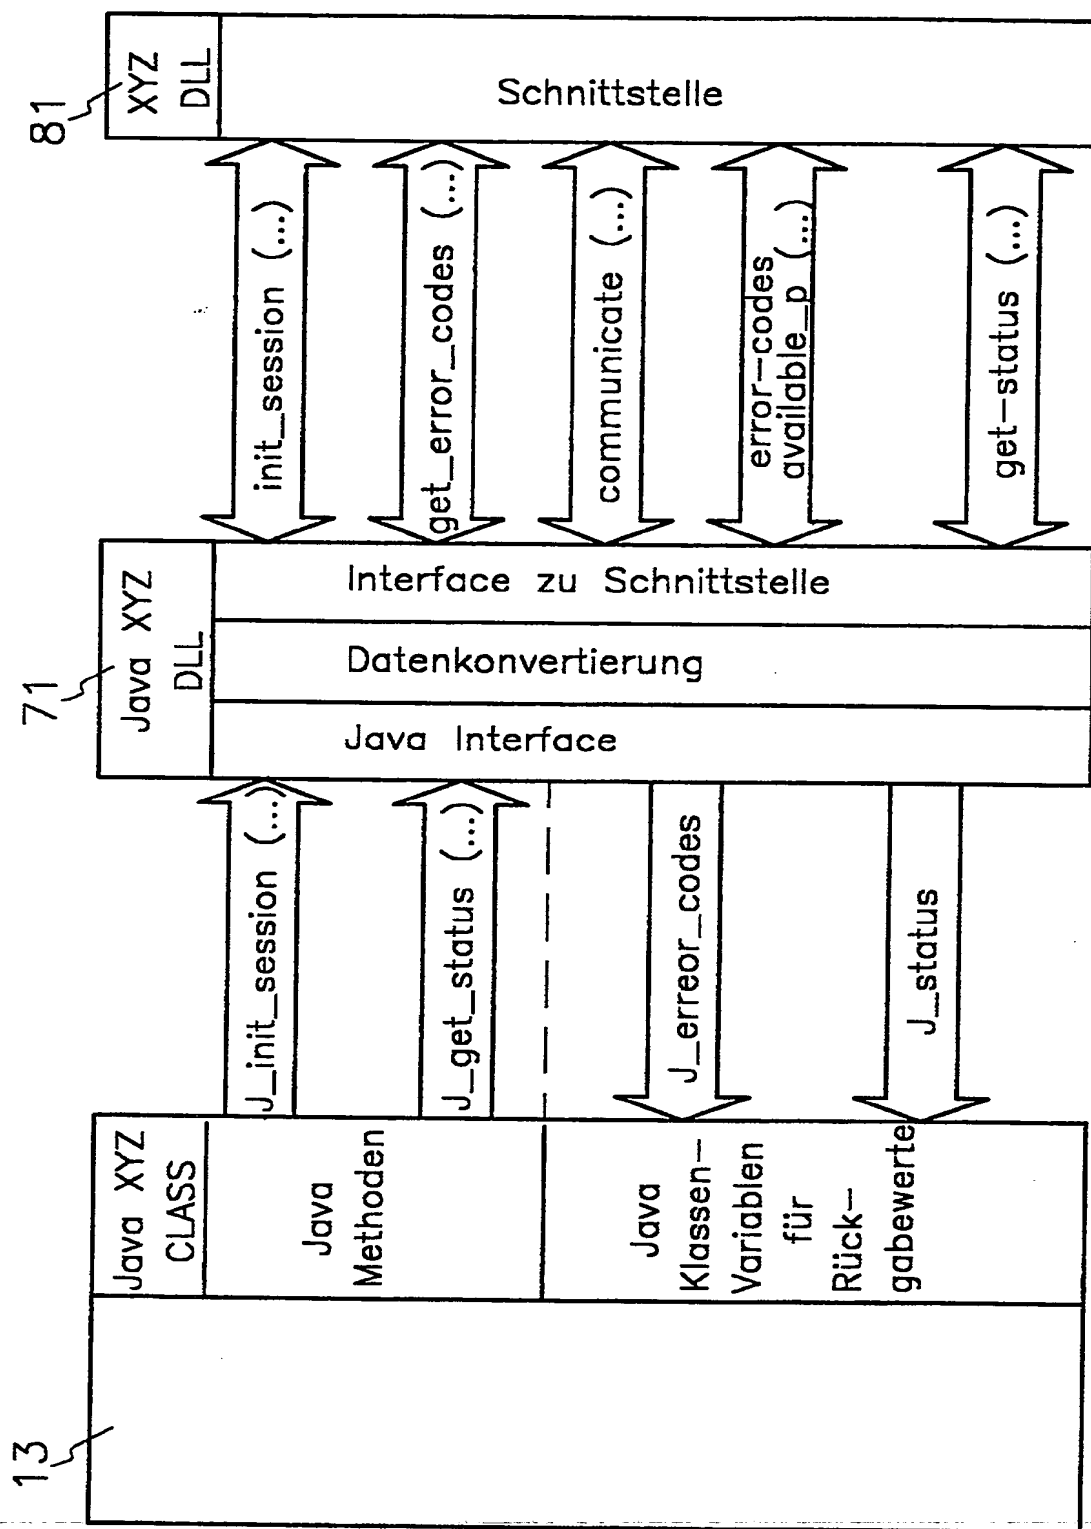 13
Java XYZ
CLASS
Java
Methoden
Java
Klassen-
Variablen
für
Rück-
gabewerte
J_init_session (...)
J_get_status (...)
J_erreor_codes
J_status
71
Java XYZ
DLL
Java Interface
Datenkonvertierung
Interface zu Schnittstelle
init_session (...)
get_error_codes (...)
communicate (...)
error-codes
available_p (...)
get-status (...)
81
XYZ
DLL
Schnittstelle